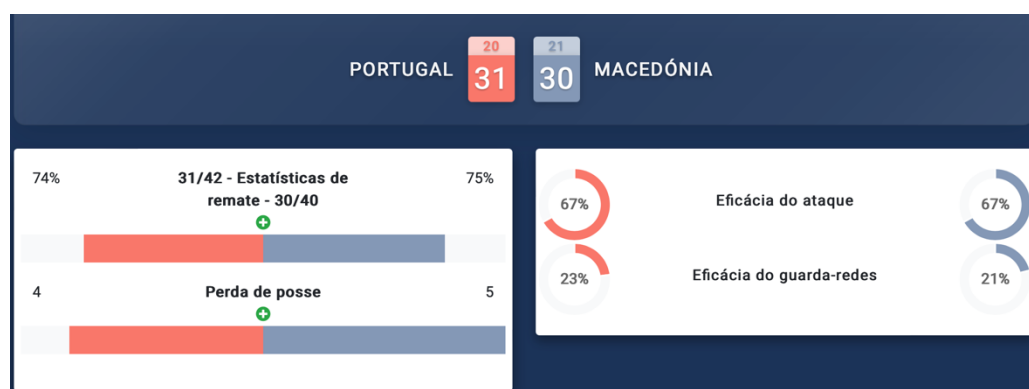 20 21
PORTUGAL 31 30 MACEDÓNIA
74% 31/42 - Estatísticas de 75%
remate - 30/40
4 Perda de posse 5
67% Eficácia do ataque 67%
23% Eficácia do guarda-redes 21%